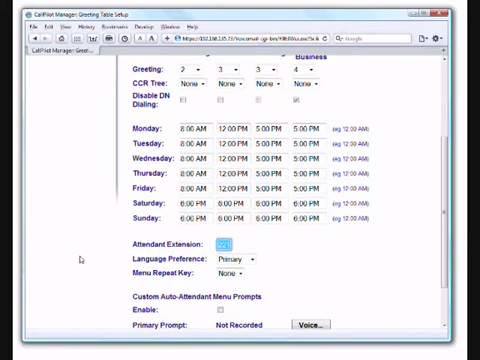 CallPilot Manager: Greeting Table Setup
File Edit View History Bookmarks Develop Window Help
CallPilot Manager: Greeti...
Business
Greeting: 2 3 3 4
CCR Tree: None None None None
Disable DN
Dialing:
Monday: 8:00 AM 12:00 PM 5:00 PM 5:00 PM (eg 12:00 AM)
Tuesday: 8:00 AM 12:00 PM 5:00 PM 5:00 PM
Wednesday: 8:00 AM 12:00 PM 5:00 PM 5:00 PM (eg 12:00 AM)
Thursday: 8:00 AM 12:00 PM 5:00 PM 5:00 PM (eg 12:00 AM)
Friday: 8:00 AM 12:00 PM 5:00 PM 5:00 PM (eg 12:00 AM)
Saturday: 6:00 PM 6:00 PM 6:00 PM 6:00 PM (eg 12:00 AM)
Sunday: 6:00 PM 6:00 PM 6:00 PM 6:00 PM (eg 12:00 AM)
Attendant Extension: 221
Language Preference: Primary
Menu Repeat Key: None
Custom Auto-Attendant Menu Prompts
Enable:
Primary Prompt: Not Recorded Voice...